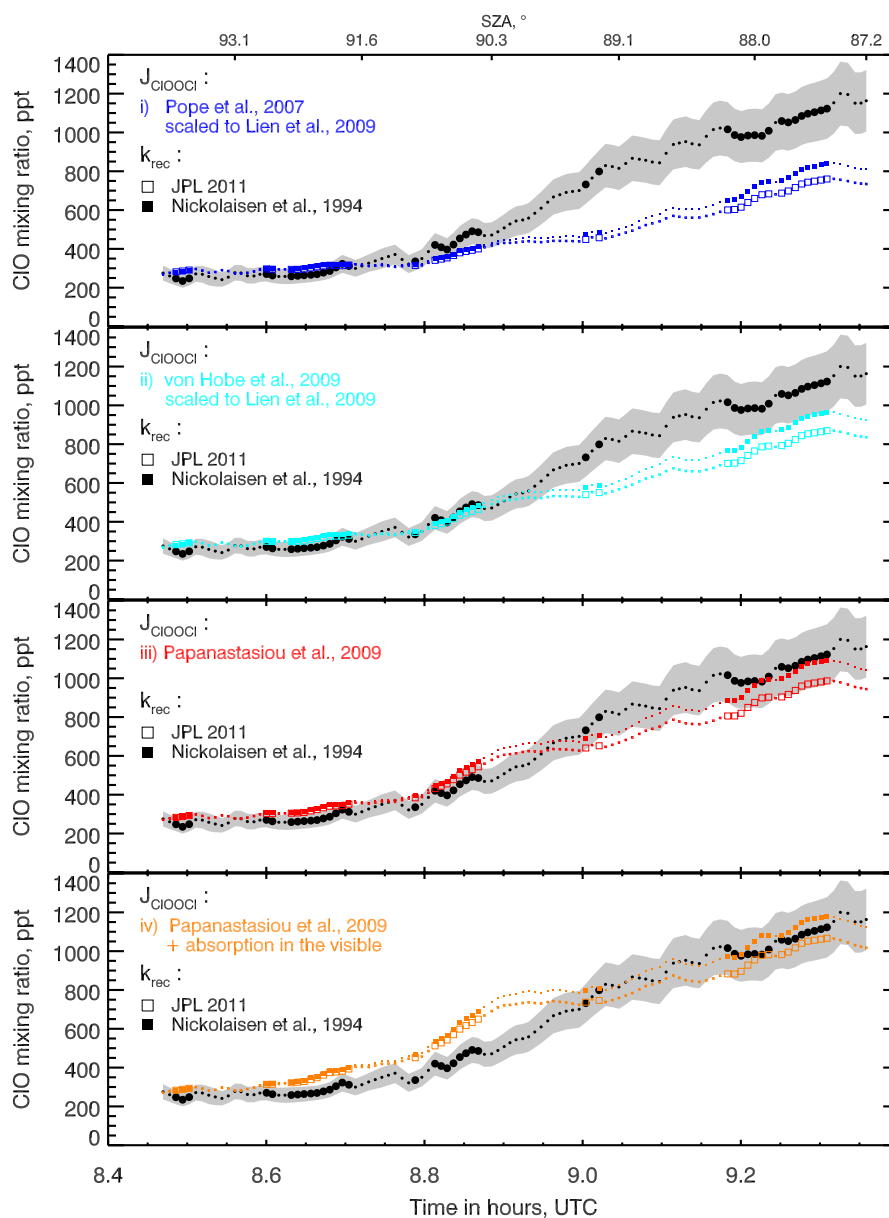 SZA, °
93.1 91.6 90.3 89.1 88.0 87.2
ClO mixing ratio, ppt
1400
1200
1000
800
600
400
200
0
J_ClOOCl :
i) Pope et al., 2007
scaled to Lien et al., 2009
k_rec :
JPL 2011
Nickolaisen et al., 1994
ClO mixing ratio, ppt
1400
1200
1000
800
600
400
200
0
J_ClOOCl :
ii) von Hobe et al., 2009
scaled to Lien et al., 2009
k_rec :
JPL 2011
Nickolaisen et al., 1994
ClO mixing ratio, ppt
1400
1200
1000
800
600
400
200
0
J_ClOOCl :
iii) Papanastasiou et al., 2009
k_rec :
JPL 2011
Nickolaisen et al., 1994
ClO mixing ratio, ppt
1400
1200
1000
800
600
400
200
0
J_ClOOCl :
iv) Papanastasiou et al., 2009
+ absorption in the visible
k_rec :
JPL 2011
Nickolaisen et al., 1994
8.4 8.6 8.8 9.0 9.2
Time in hours, UTC